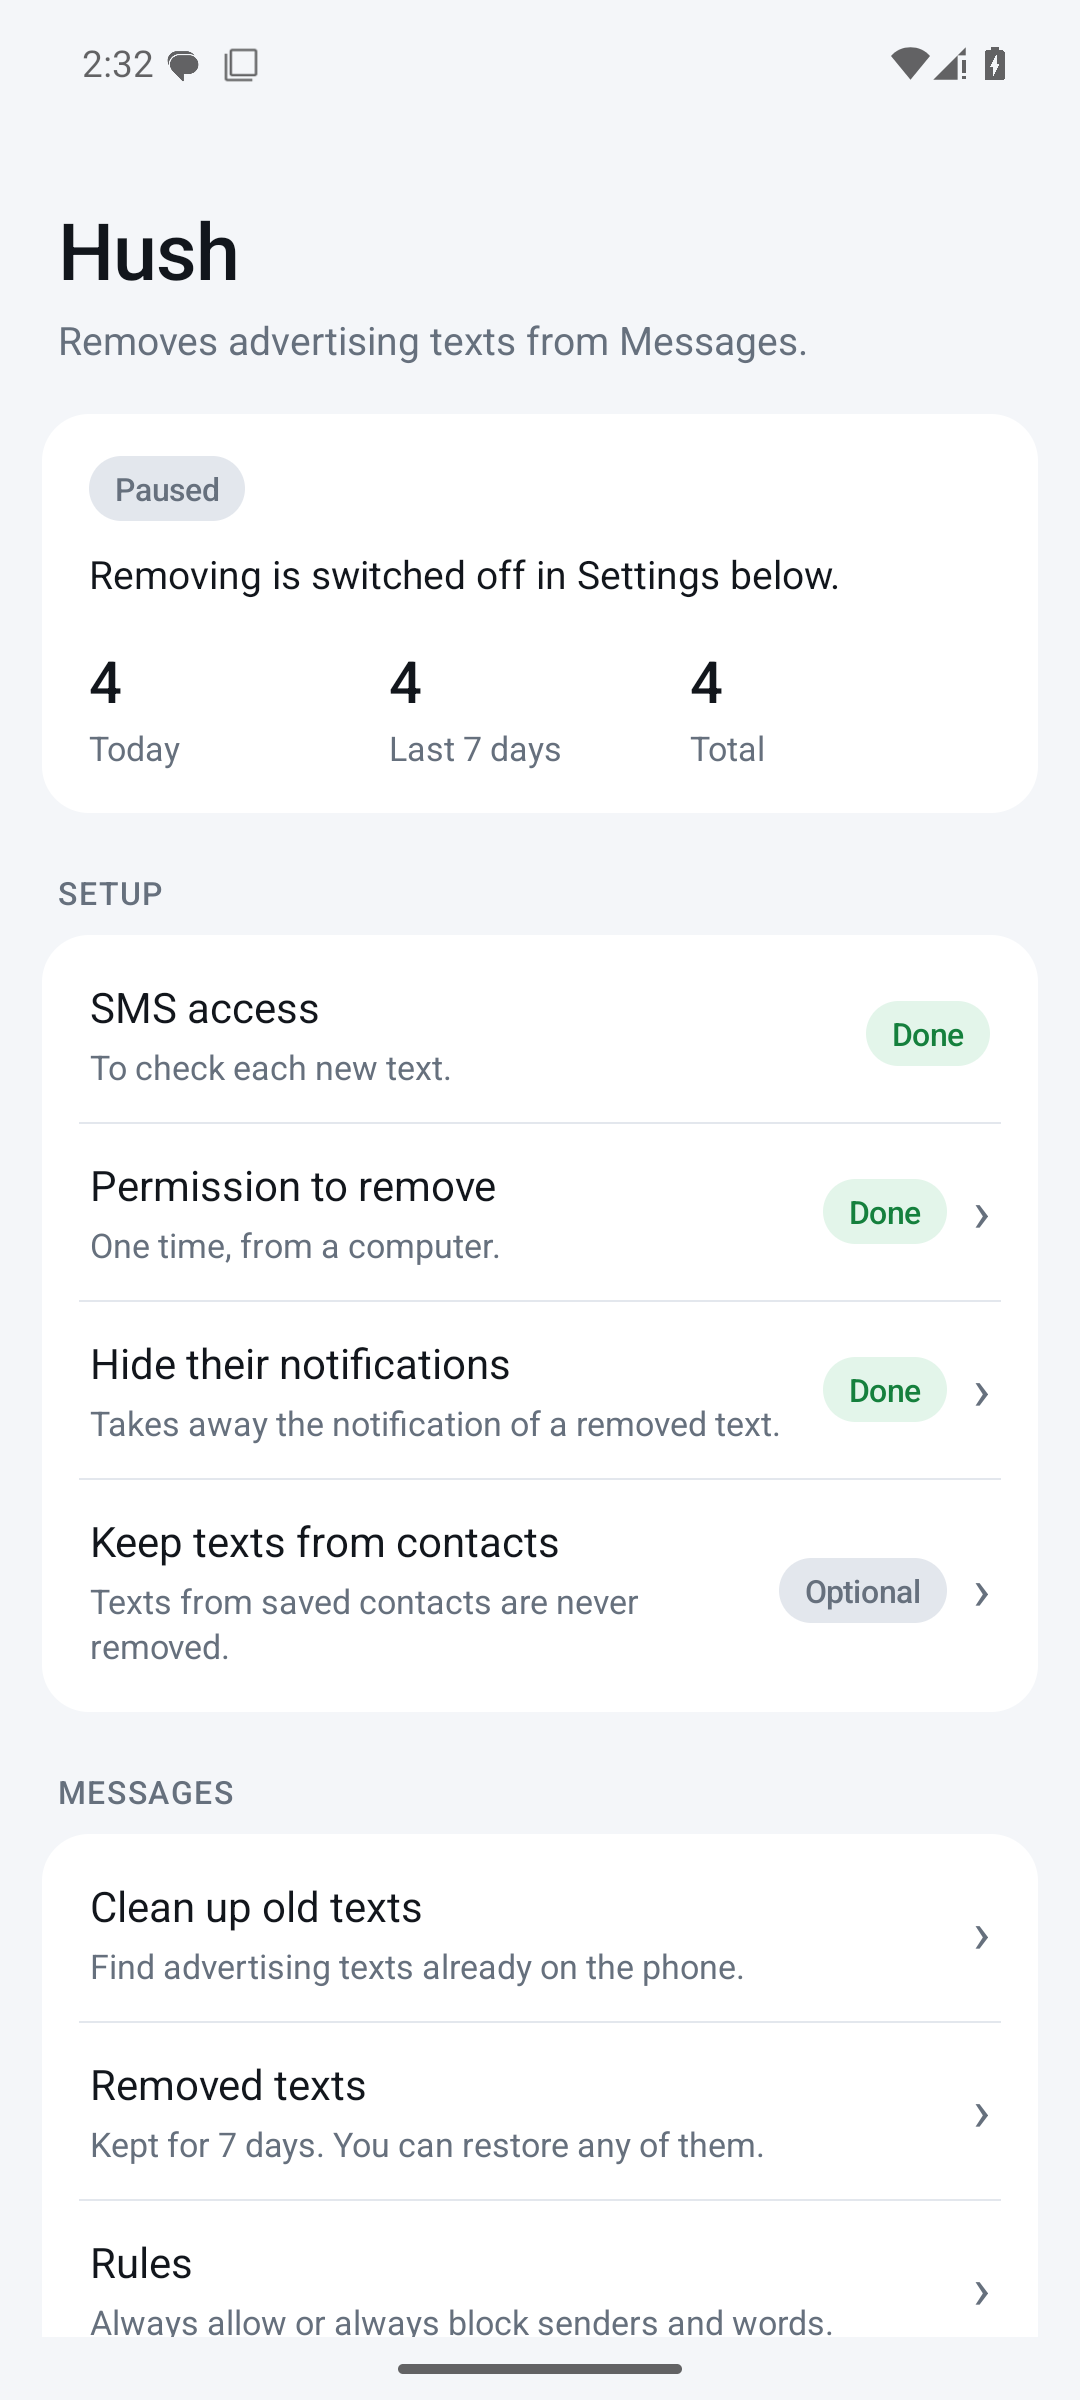 2:32
Hush
Removes advertising texts from Messages.
Paused
Removing is switched off in Settings below.
4 4 4
Today Last 7 days Total
SETUP
SMS access
To check each new text.
Done
Permission to remove
One time, from a computer.
Done
Hide their notifications
Takes away the notification of a removed text.
Done
Keep texts from contacts
Texts from saved contacts are never
removed.
Optional
MESSAGES
Clean up old texts
Find advertising texts already on the phone.
Removed texts
Kept for 7 days. You can restore any of them.
Rules
Always allow or always block senders and words.